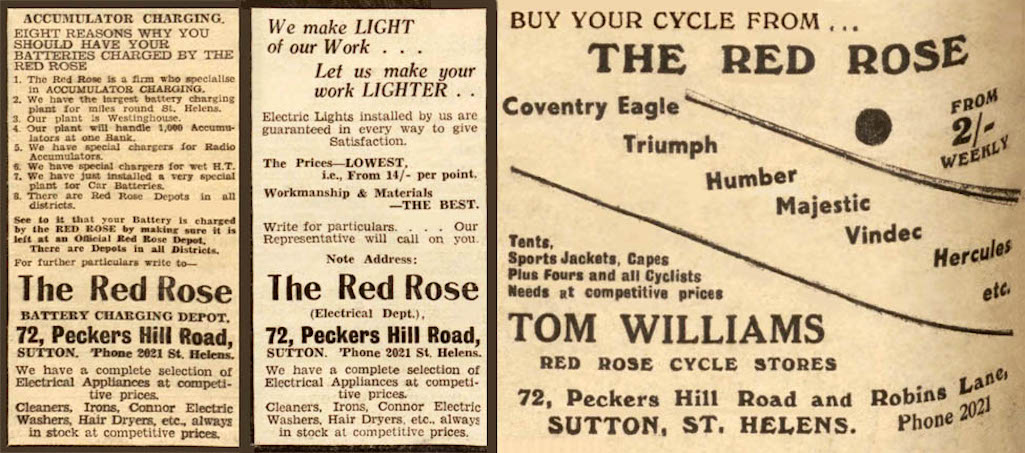 ACCUMULATOR CHARGING.
EIGHT REASONS WHY YOU
SHOULD HAVE YOUR
BATTERIES CHARGED BY THE
RED ROSE
1. The Red Rose is a firm who specialise
in ACCUMULATOR CHARGING.
2. We have the largest battery charging
plant for miles round St. Helens.
3. Our plant is Westinghouse.
4. Our plant will handle 1,000 Accumu-
lators at one Bank.
5. We have special chargers for Radio
Accumulators.
6. We have special chargers for wet H.T.
7. We have just installed a very special
plant for Car Batteries.
8. There are Red Rose Depots in all
districts.
See to it that your Battery is charged
by the RED ROSE by making sure it is
left at an Official Red Rose Depot.
There are Depots in all Districts.
For further particulars write to—
The Red Rose
BATTERY CHARGING DEPOT.
72, Peckers Hill Road,
SUTTON. 'Phone 2021 St. Helens.
We have a complete selection of
Electrical Appliances at competi-
tive prices.
Cleaners, Irons, Connor Electric
Washers, Hair Dryers, etc., always
in stock at competitive prices.
We make LIGHT
of our Work . . .
Let us make your
work LIGHTER . .
Electric Lights installed by us are
guaranteed in every way to give
Satisfaction.
The Prices—LOWEST,
i.e., From 14/- per point.
Workmanship & Materials
—THE BEST.
Write for particulars. . . . Our
Representative will call on you.
Note Address:
The Red Rose
(Electrical Dept.),
72, Peckers Hill Road,
SUTTON. 'Phone 2021 St. Helens.
We have a complete selection of
Electrical Appliances at competi-
tive prices.
Cleaners, Irons, Connor Electric
Washers, Hair Dryers, etc., always
in stock at competitive prices.
BUY YOUR CYCLE FROM ...
THE RED ROSE
Coventry Eagle
Triumph
Humber
Majestic
Vindec
Hercules
etc.
FROM
2/-
WEEKLY
Tents,
Sports Jackets, Capes
Plus Fours and all Cyclists
Needs at competitive prices
TOM WILLIAMS
RED ROSE CYCLE STORES
72, Peckers Hill Road and Robins Lane,
SUTTON, ST. HELENS. Phone 2021